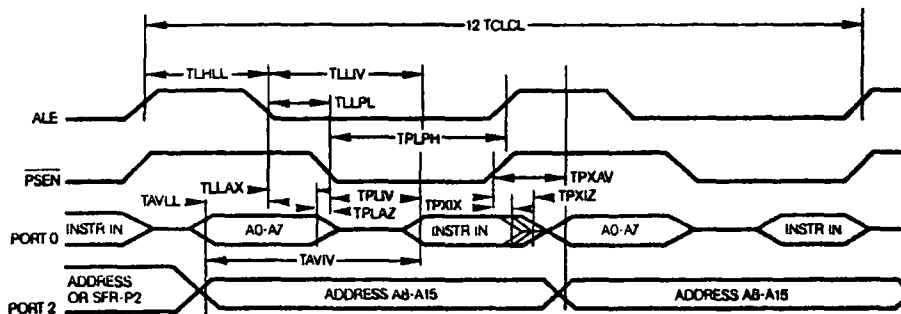 12 TCLCL
TLHLL
TLLIV
TLLPL
ALE
TPLPH
PSEN
TPXAV
TLLAX
TPLIV
TPXIZ
TAVLL
TPLAZ
TPXIX
PORT 0
INSTR IN
A0-A7
INSTR IN
A0-A7
INSTR IN
TAVIV
PORT 2
ADDRESS
OR SFR-P2
ADDRESS A8-A15
ADDRESS A8-A15